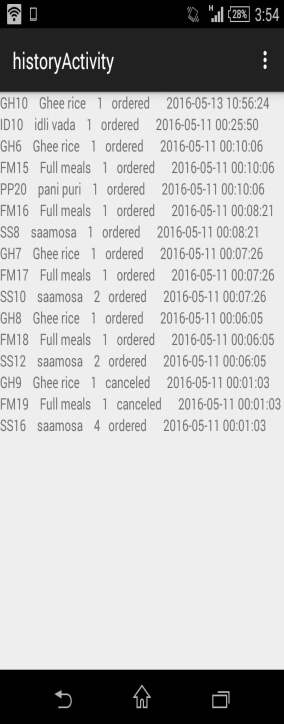 H 28% 3:54
historyActivity
GH10 Ghee rice 1 ordered 2016-05-13 10:56:24
ID10 idli vada 1 ordered 2016-05-11 00:25:50
GH6 Ghee rice 1 ordered 2016-05-11 00:10:06
FM15 Full meals 1 ordered 2016-05-11 00:10:06
PP20 pani puri 1 ordered 2016-05-11 00:10:06
FM16 Full meals 1 ordered 2016-05-11 00:08:21
SS8 saamosa 1 ordered 2016-05-11 00:08:21
GH7 Ghee rice 1 ordered 2016-05-11 00:07:26
FM17 Full meals 1 ordered 2016-05-11 00:07:26
SS10 saamosa 2 ordered 2016-05-11 00:07:26
GH8 Ghee rice 1 ordered 2016-05-11 00:06:05
FM18 Full meals 1 ordered 2016-05-11 00:06:05
SS12 saamosa 2 ordered 2016-05-11 00:06:05
GH9 Ghee rice 1 canceled 2016-05-11 00:01:03
FM19 Full meals 1 canceled 2016-05-11 00:01:03
SS16 saamosa 4 ordered 2016-05-11 00:01:03